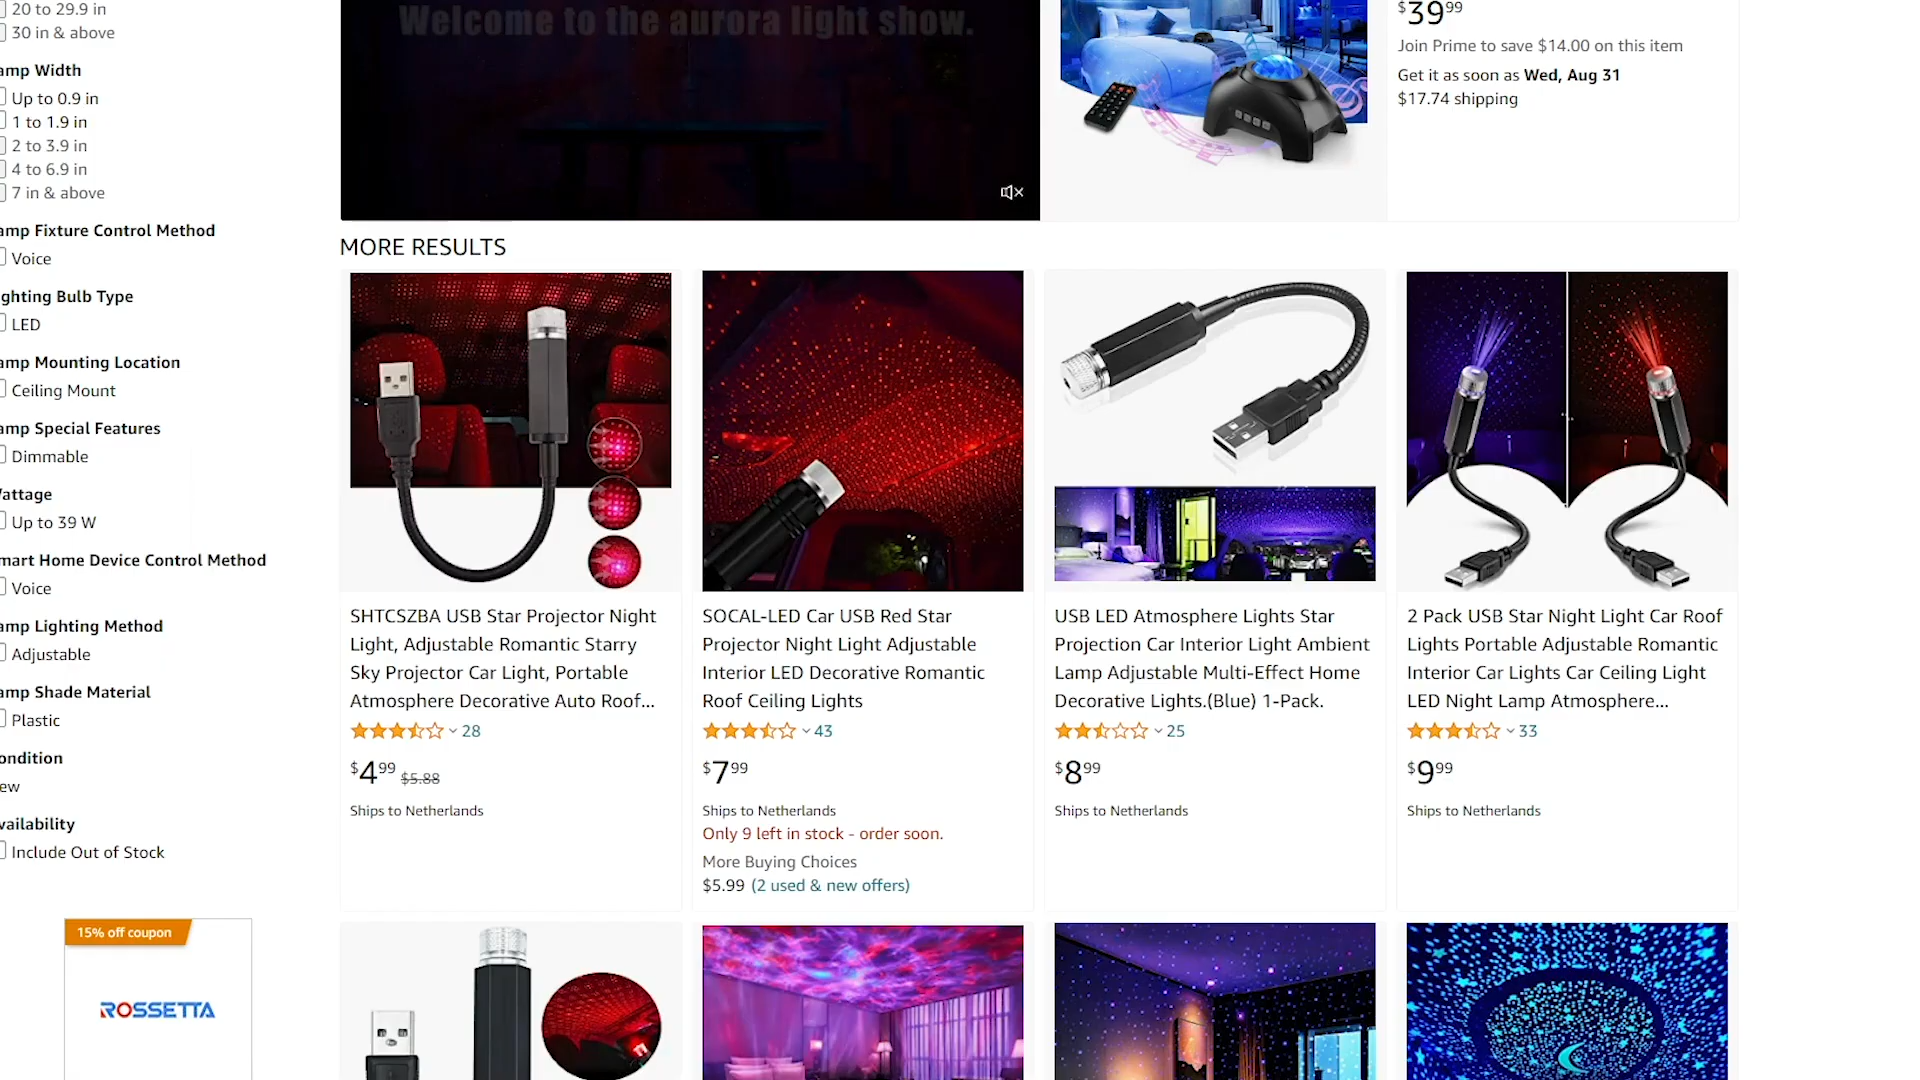 20 to 29.9 in
30 in & above
amp Width
Up to 0.9 in
1 to 1.9 in
2 to 3.9 in
4 to 6.9 in
7 in & above
amp Fixture Control Method
Voice
ghting Bulb Type
LED
amp Mounting Location
Ceiling Mount
amp Special Features
Dimmable
attage
Up to 39 W
mart Home Device Control Method
Voice
amp Lighting Method
Adjustable
amp Shade Material
Plastic
ondition
ew
vailability
Include Out of Stock
15% off coupon
ROSSETTA
Welcome to the aurora light show.
$39.99
Join Prime to save $14.00 on this item
Get it as soon as Wed, Aug 31
$17.74 shipping
MORE RESULTS
SHTCSZBA USB Star Projector Night
Light, Adjustable Romantic Starry
Sky Projector Car Light, Portable
Atmosphere Decorative Auto Roof...
28
$4.99 $5.88
Ships to Netherlands
SOCAL-LED Car USB Red Star
Projector Night Light Adjustable
Interior LED Decorative Romantic
Roof Ceiling Lights
43
$7.99
Ships to Netherlands
Only 9 left in stock - order soon.
More Buying Choices
$5.99 (2 used & new offers)
USB LED Atmosphere Lights Star
Projection Car Interior Light Ambient
Lamp Adjustable Multi-Effect Home
Decorative Lights.(Blue) 1-Pack.
25
$8.99
Ships to Netherlands
2 Pack USB Star Night Light Car Roof
Lights Portable Adjustable Romantic
Interior Car Lights Car Ceiling Light
LED Night Lamp Atmosphere...
33
$9.99
Ships to Netherlands